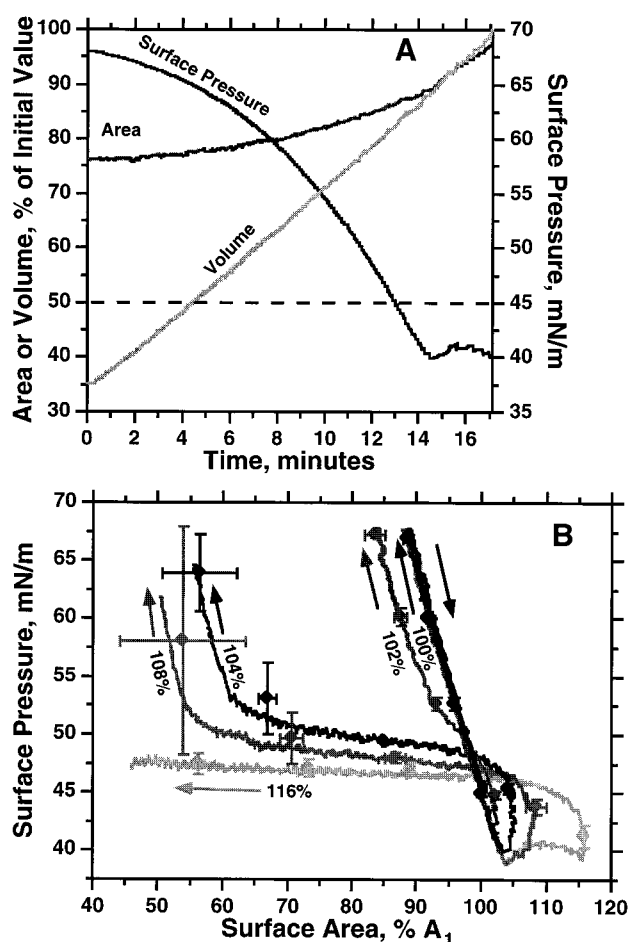 A
Surface Pressure
Area
Volume
Area or Volume, % of Initial Value
100
90
80
70
60
50
40
30
Surface Pressure, mN/m
70
65
60
55
50
45
40
35
0 2 4 6 8 10 12 14 16
Time, minutes
B
Surface Pressure, mN/m
70
65
60
55
50
45
40
108%
104%
102%
100%
116%
40 50 60 70 80 90 100 110 120
Surface Area, % A1